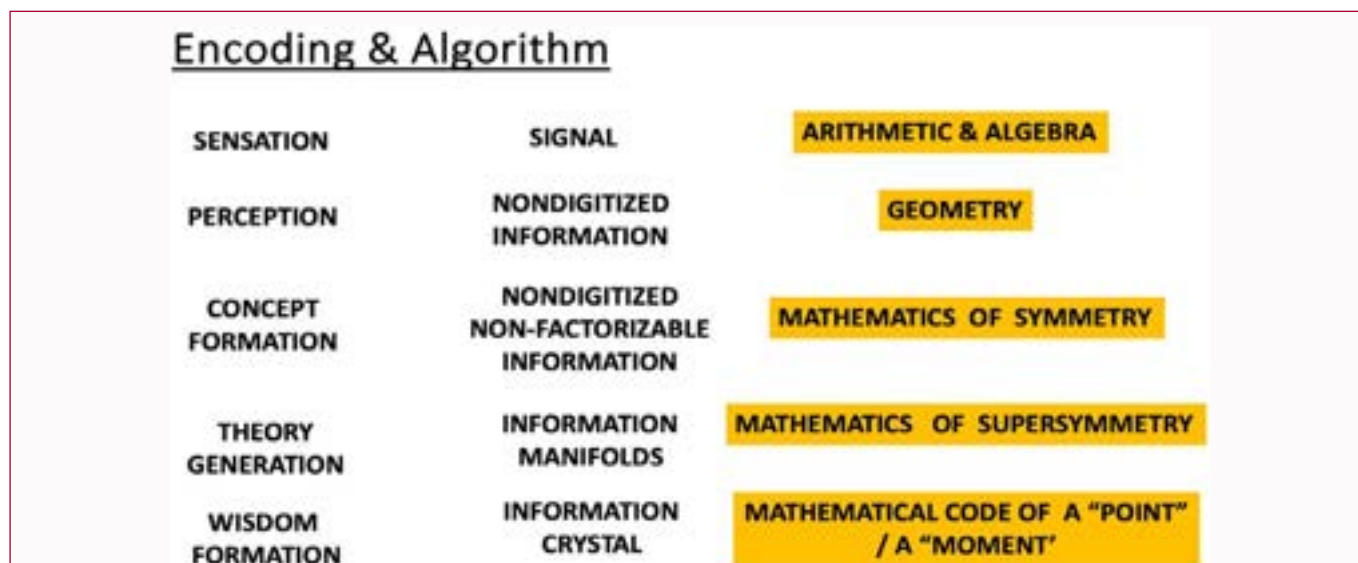 Encoding & Algorithm
SENSATION
SIGNAL
ARITHMETIC & ALGEBRA
PERCEPTION
NONDIGITIZED
INFORMATION
GEOMETRY
CONCEPT
FORMATION
NONDIGITIZED
NON-FACTORIZABLE
INFORMATION
MATHEMATICS OF SYMMETRY
THEORY
GENERATION
INFORMATION
MANIFOLDS
MATHEMATICS OF SUPERSYMMETRY
WISDOM
FORMATION
INFORMATION
CRYSTAL
MATHEMATICAL CODE OF A “POINT”
/ A “MOMENT’